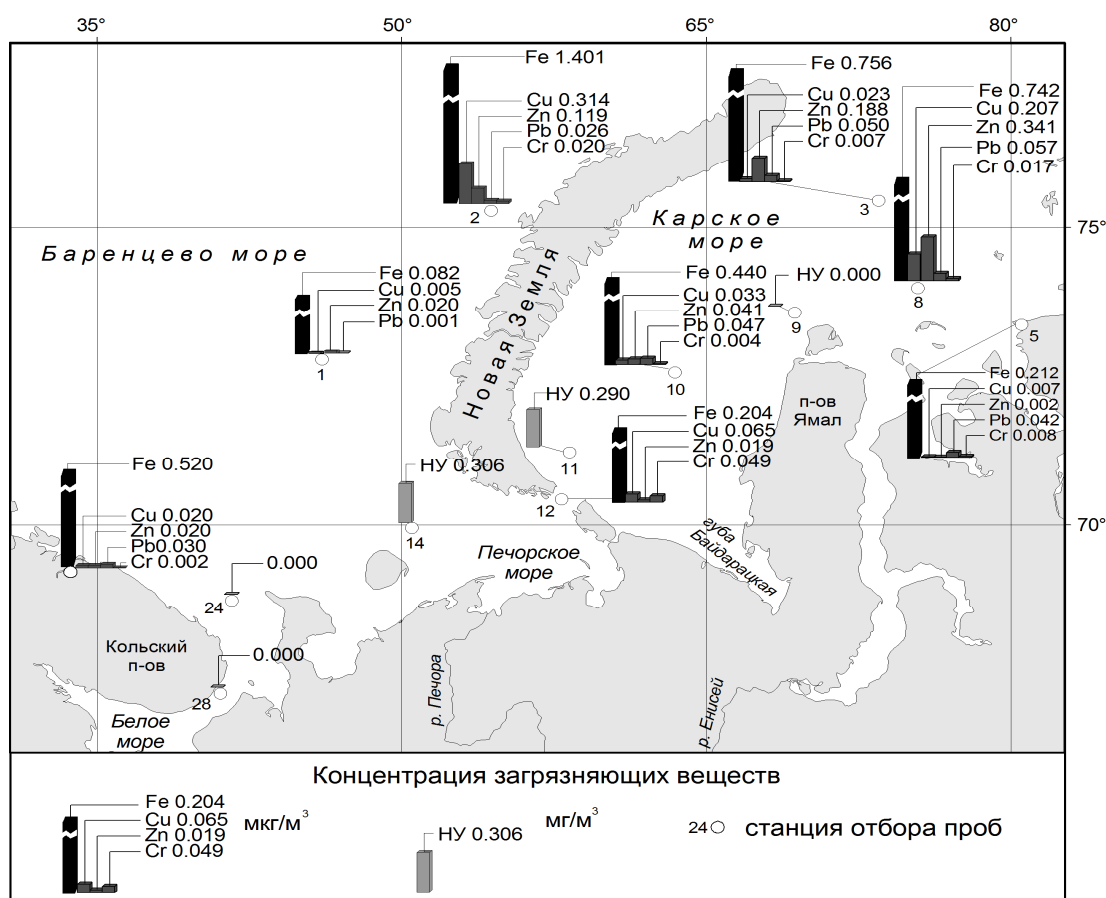 35°
50°
65°
80°
Fe 1.401
Cu 0.314
Zn 0.119
Pb 0.026
Cr 0.020
2
Fe 0.756
Cu 0.023
Zn 0.188
Pb 0.050
Cr 0.007
3
Fe 0.742
Cu 0.207
Zn 0.341
Pb 0.057
Cr 0.017
8
75°
Баренцево море
Карское
море
Новая Земля
Fe 0.082
Cu 0.005
Zn 0.020
Pb 0.001
1
Fe 0.440
Cu 0.033
Zn 0.041
Pb 0.047
Cr 0.004
10
НУ 0.000
9
5
Fe 0.212
Cu 0.007
Zn 0.002
Pb 0.042
Cr 0.008
п-ов
Ямал
НУ 0.290
11
Fe 0.204
Cu 0.065
Zn 0.019
Cr 0.049
12
НУ 0.306
14
70°
Fe 0.520
Cu 0.020
Zn 0.020
Pb0.030
Cr 0.002
0.000
24
Печорское
море
губа
Байдарацкая
Кольский
п-ов
0.000
28
Белое
море
р. Печора
р. Енисей
Концентрация загрязняющих веществ
Fe 0.204
Cu 0.065
Zn 0.019
Cr 0.049
мкг/м³
НУ 0.306
мг/м³
24 станция отбора проб